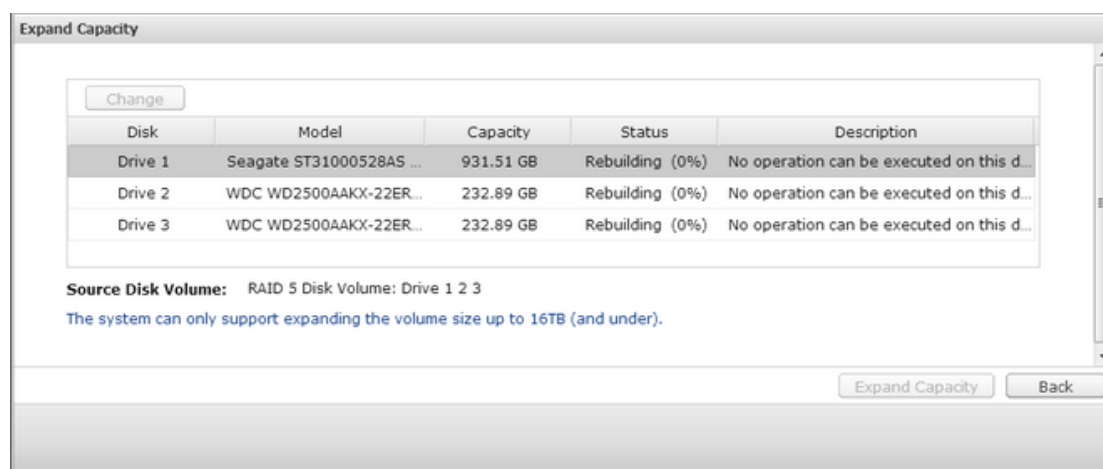 Expand Capacity
Change
Disk Model Capacity Status Description
Drive 1 Seagate ST31000528AS ... 931.51 GB Rebuilding (0%) No operation can be executed on this d...
Drive 2 WDC WD2500AAKX-22ER... 232.89 GB Rebuilding (0%) No operation can be executed on this d...
Drive 3 WDC WD2500AAKX-22ER... 232.89 GB Rebuilding (0%) No operation can be executed on this d...
Source Disk Volume: RAID 5 Disk Volume: Drive 1 2 3
The system can only support expanding the volume size up to 16TB (and under).
Expand Capacity Back